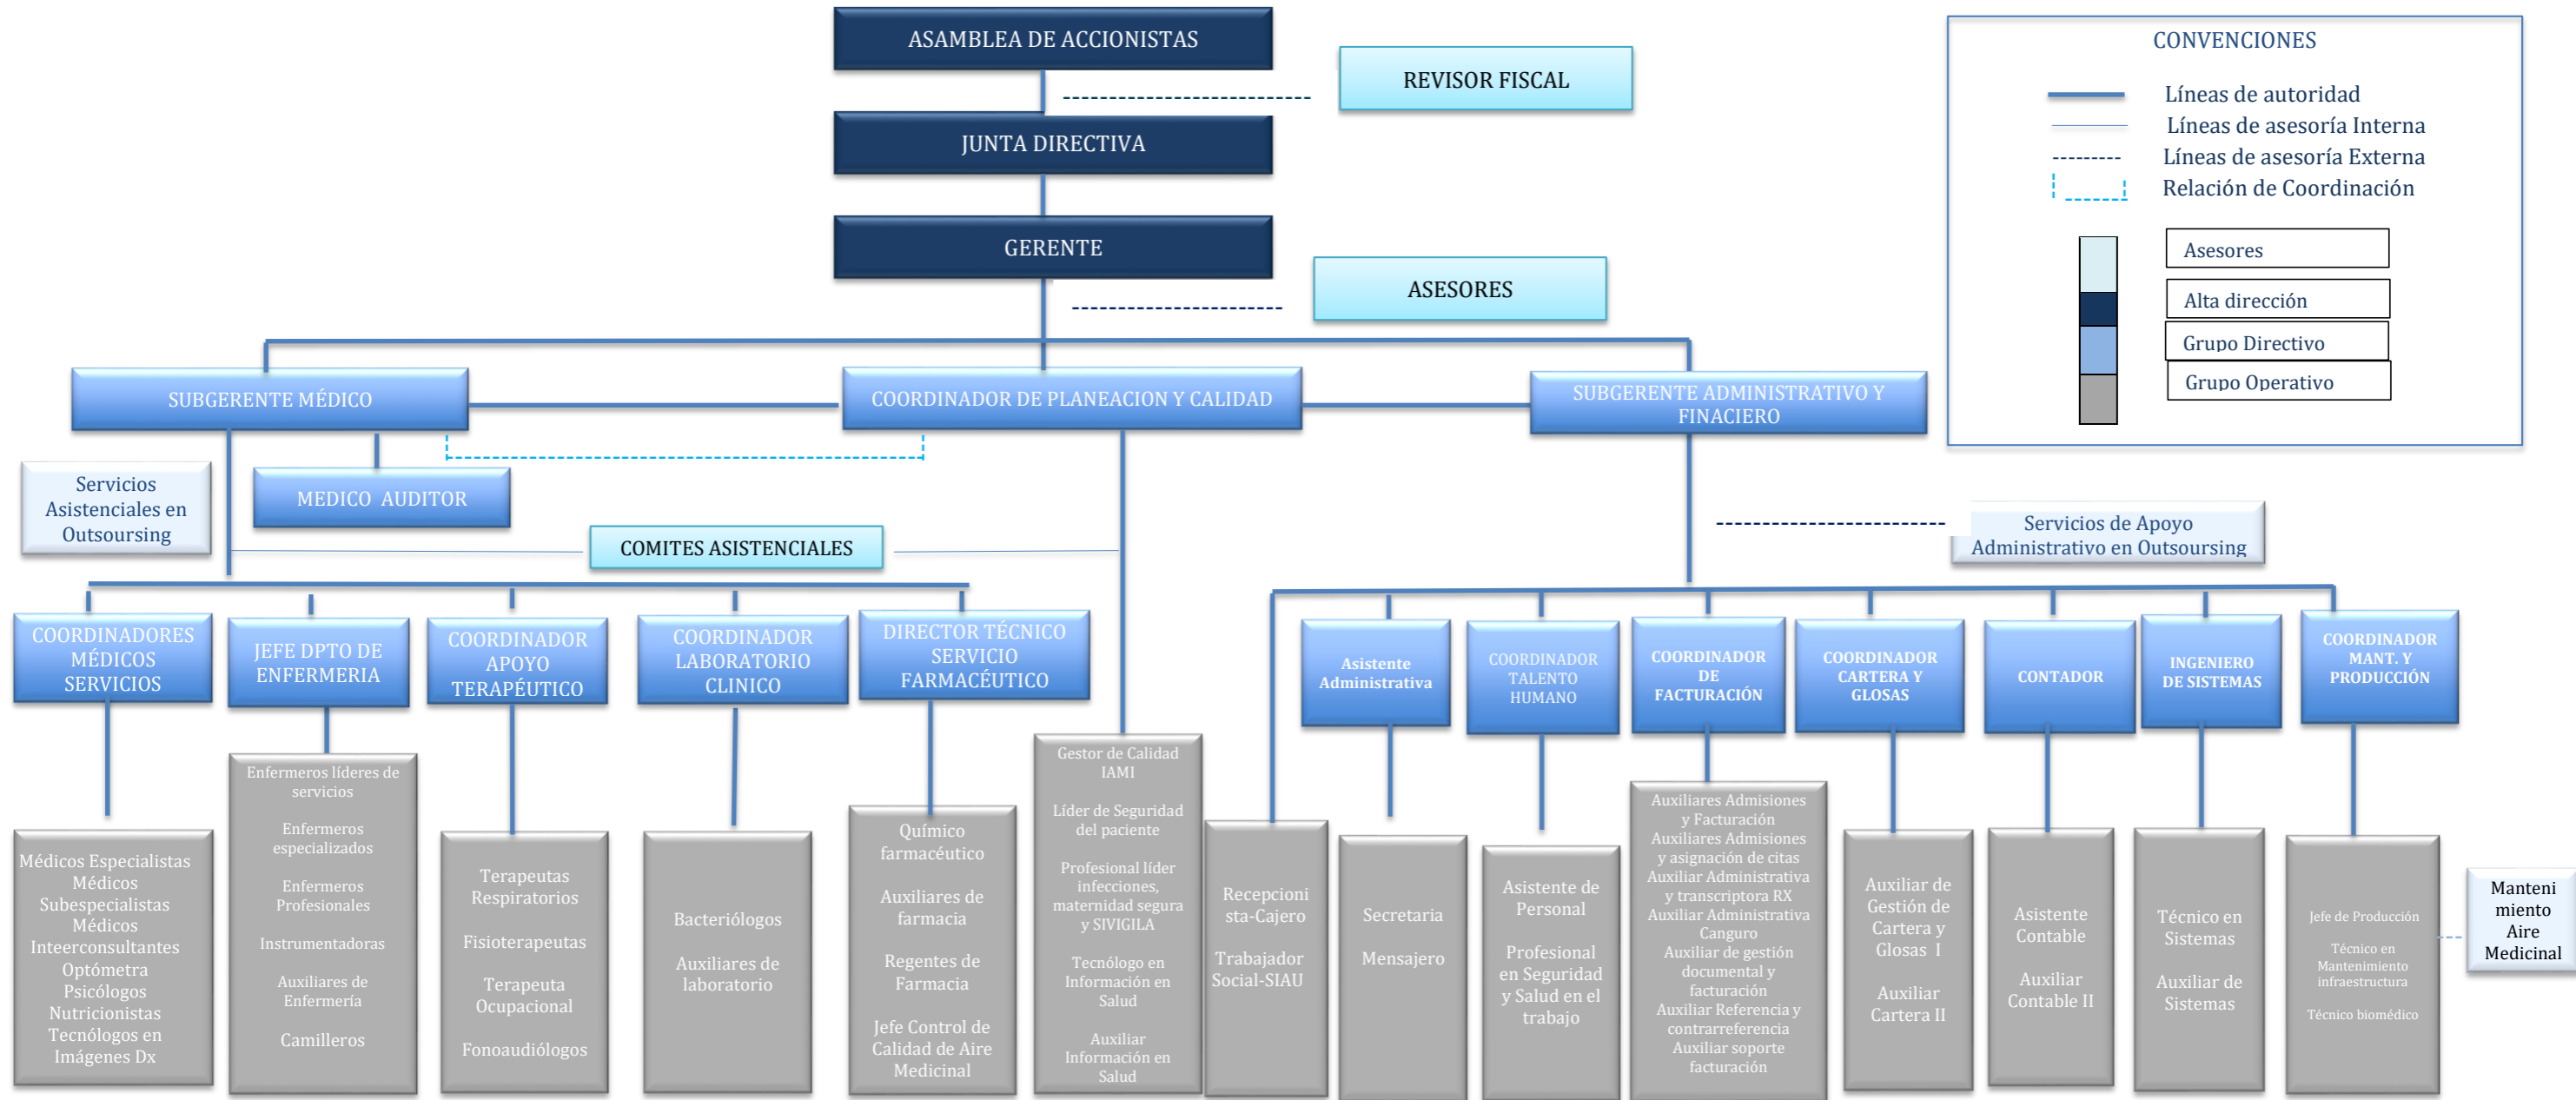 ASAMBLEA DE ACCIONISTAS
REVISOR FISCAL
JUNTA DIRECTIVA
GERENTE
ASESORES
CONVENCIONES
Líneas de autoridad
Líneas de asesoría Interna
Líneas de asesoría Externa
Relación de Coordinación
Asesores
Alta dirección
Grupo Directivo
Grupo Operativo
SUBGERENTE MÉDICO
COORDINADOR DE PLANEACION Y CALIDAD
SUBGERENTE ADMINISTRATIVO Y
FINACIERO
Servicios
Asistenciales en
Outsoursing
MEDICO AUDITOR
COMITES ASISTENCIALES
Servicios de Apoyo
Administrativo en Outsoursing
COORDINADORES
MÉDICOS
SERVICIOS
JEFE DPTO DE
ENFERMERIA
COORDINADOR
APOYO
TERAPÉUTICO
COORDINADOR
LABORATORIO
CLINICO
DIRECTOR TÉCNICO
SERVICIO
FARMACÉUTICO
Asistente
Administrativa
COORDINADOR
TALENTO
HUMANO
COORDINADOR
DE
FACTURACIÓN
COORDINADOR
CARTERA Y
GLOSAS
CONTADOR
INGENIERO
DE SISTEMAS
COORDINADOR
MANT. Y
PRODUCCIÓN
Médicos Especialistas
Médicos
Subespecialistas
Médicos
Inteerconsultantes
Optómetra
Psicólogos
Nutricionistas
Tecnólogos en
Imágenes Dx
Enfermeros líderes de
servicios
Enfermeros
especializados
Enfermeros
Profesionales
Instrumentadoras
Auxiliares de
Enfermería
Camilleros
Terapeutas
Respiratorios
Fisioterapeutas
Terapeuta
Ocupacional
Fonoaudiólogos
Bacteriólogos
Auxiliares de
laboratorio
Químico
farmacéutico
Auxiliares de
farmacia
Regentes de
Farmacia
Jefe Control de
Calidad de Aire
Medicinal
Gestor de Calidad
IAMI
Líder de Seguridad
del paciente
Profesional líder
infecciones,
maternidad segura
y SIVIGILA
Tecnólogo en
Información en
Salud
Auxiliar
Información en
Salud
Recepcioni
sta-Cajero
Trabajador
Social-SIAU
Secretaria
Mensajero
Asistente de
Personal
Profesional
en Seguridad
y Salud en el
trabajo
Auxiliares Admisiones
y Facturación
Auxiliares Admisiones
y asignación de citas
Auxiliar Administrativa
y transcriptora RX
Auxiliar Administrativa
Canguro
Auxiliar de gestión
documental y
facturación
Auxiliar Referencia y
contrarreferencia
Auxiliar soporte
facturación
Auxiliar de
Gestión de
Cartera y
Glosas I
Auxiliar
Cartera II
Asistente
Contable
Auxiliar
Contable II
Técnico en
Sistemas
Auxiliar de
Sistemas
Jefe de Producción
Técnico en
Mantenimiento
infraestructura
Técnico biomédico
Manteni
miento
Aire
Medicinal